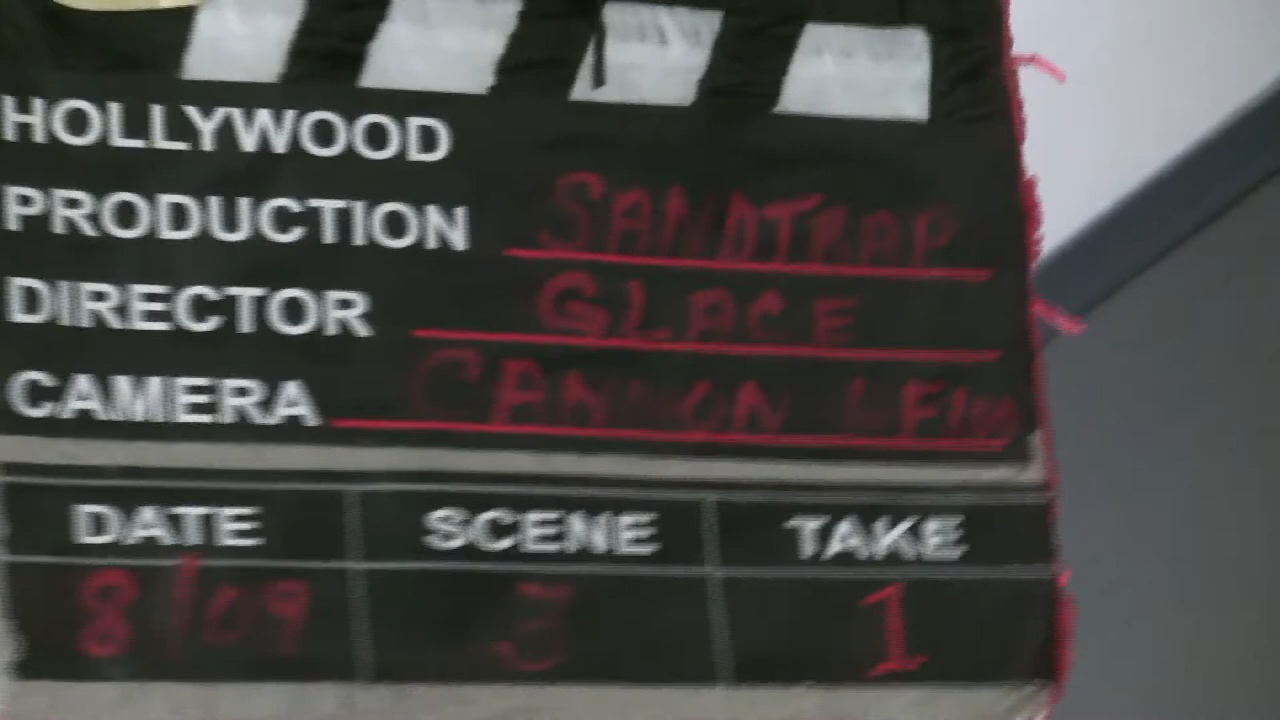 HOLLYWOOD
PRODUCTION SANDTRAP
DIRECTOR GLACE
CAMERA CANNON
DATE SCENE TAKE
8/09 3 1